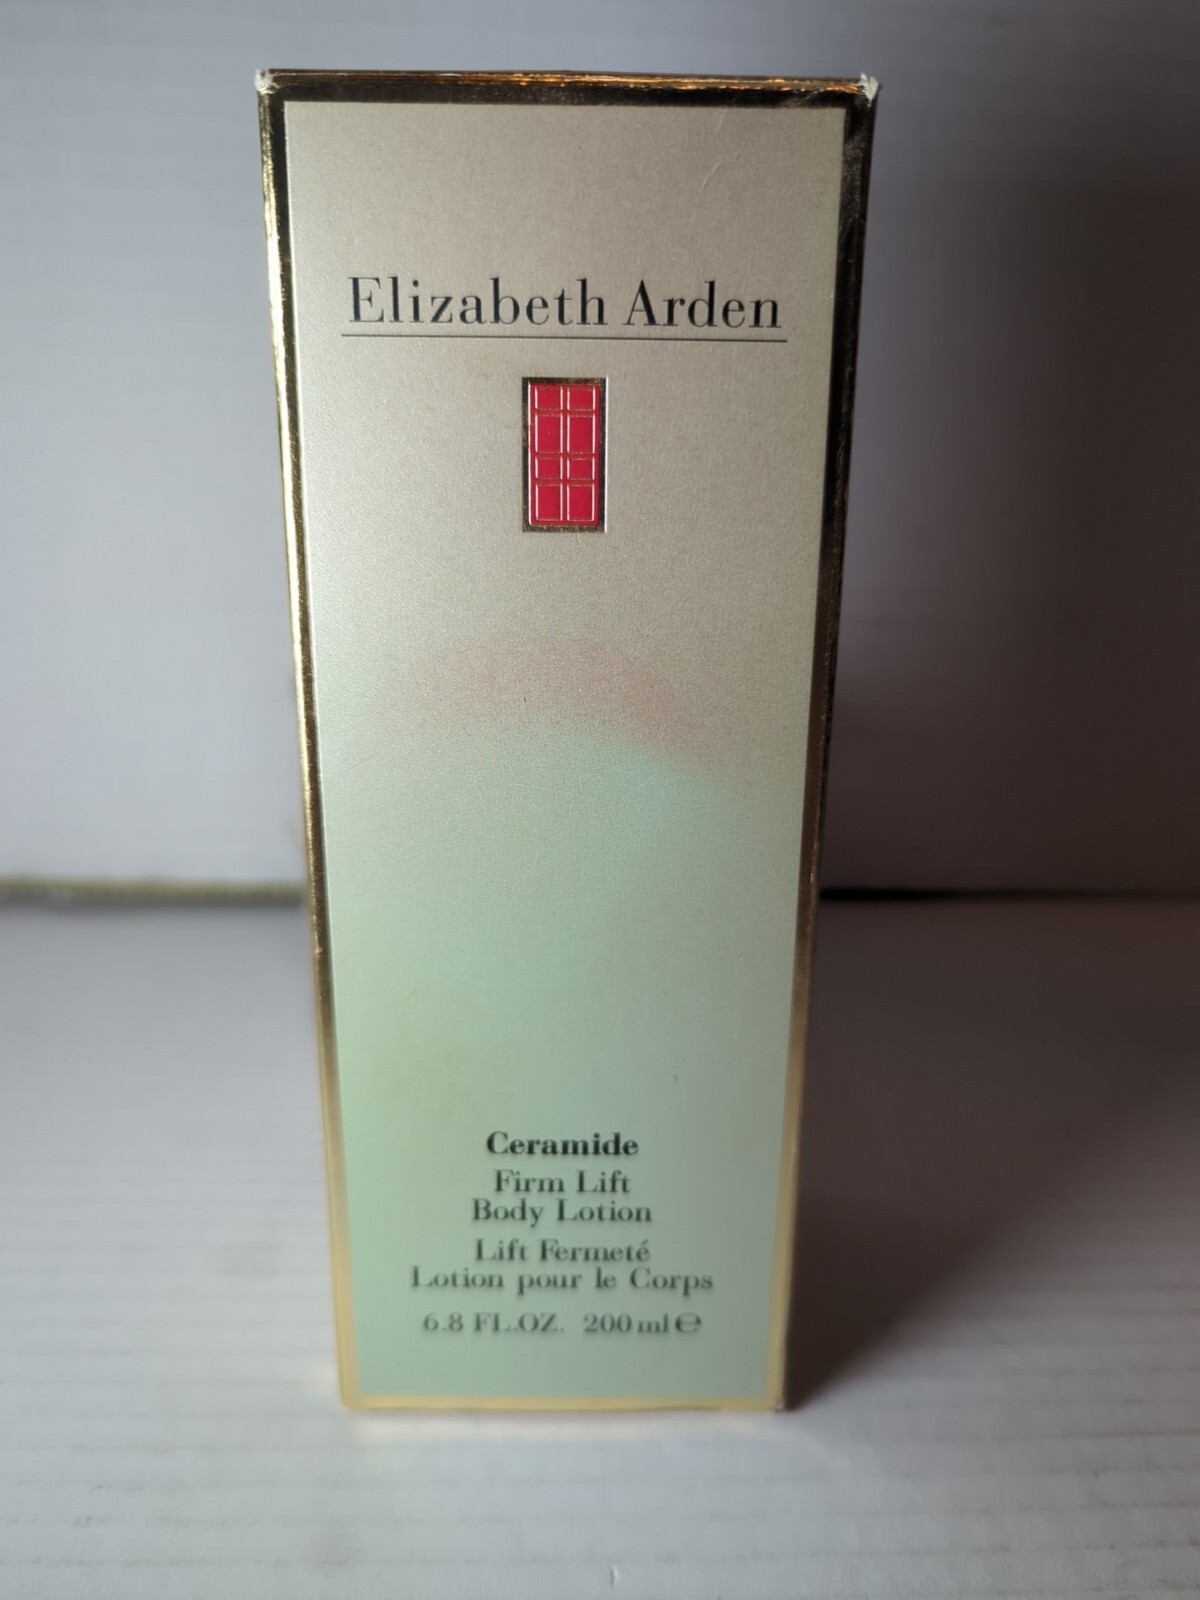 Elizabeth Arden
Ceramide
Firm Lift
Body Lotion
Lift Fermeté
Lotion pour le Corps
6.8 FL.OZ. 200 ml ℮